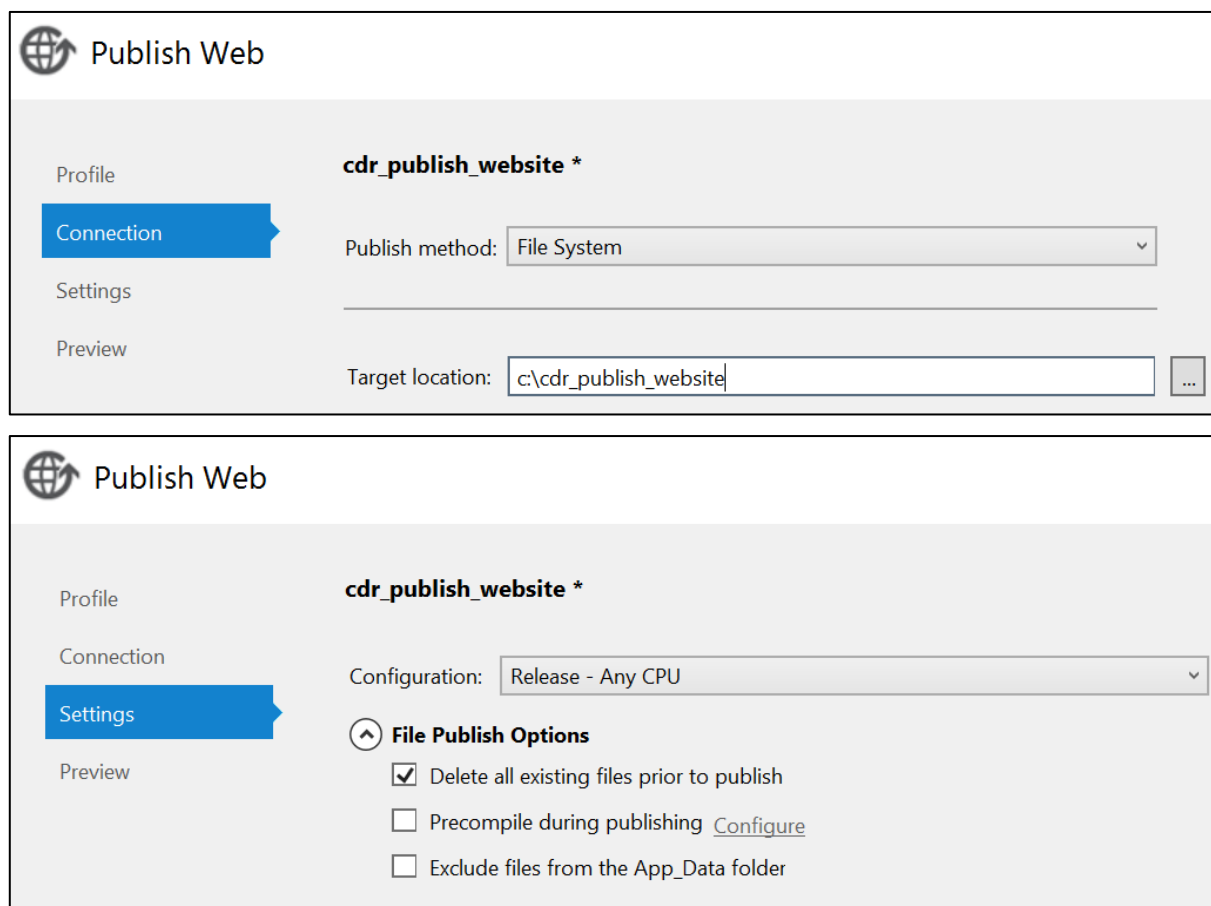 Publish Web
Profile
Connection
Settings
Preview
cdr_publish_website *
Publish method: File System
Target location: c:\cdr_publish_website ...
Publish Web
Profile
Connection
Settings
Preview
cdr_publish_website *
Configuration: Release - Any CPU
File Publish Options
Delete all existing files prior to publish
Precompile during publishing Configure
Exclude files from the App_Data folder